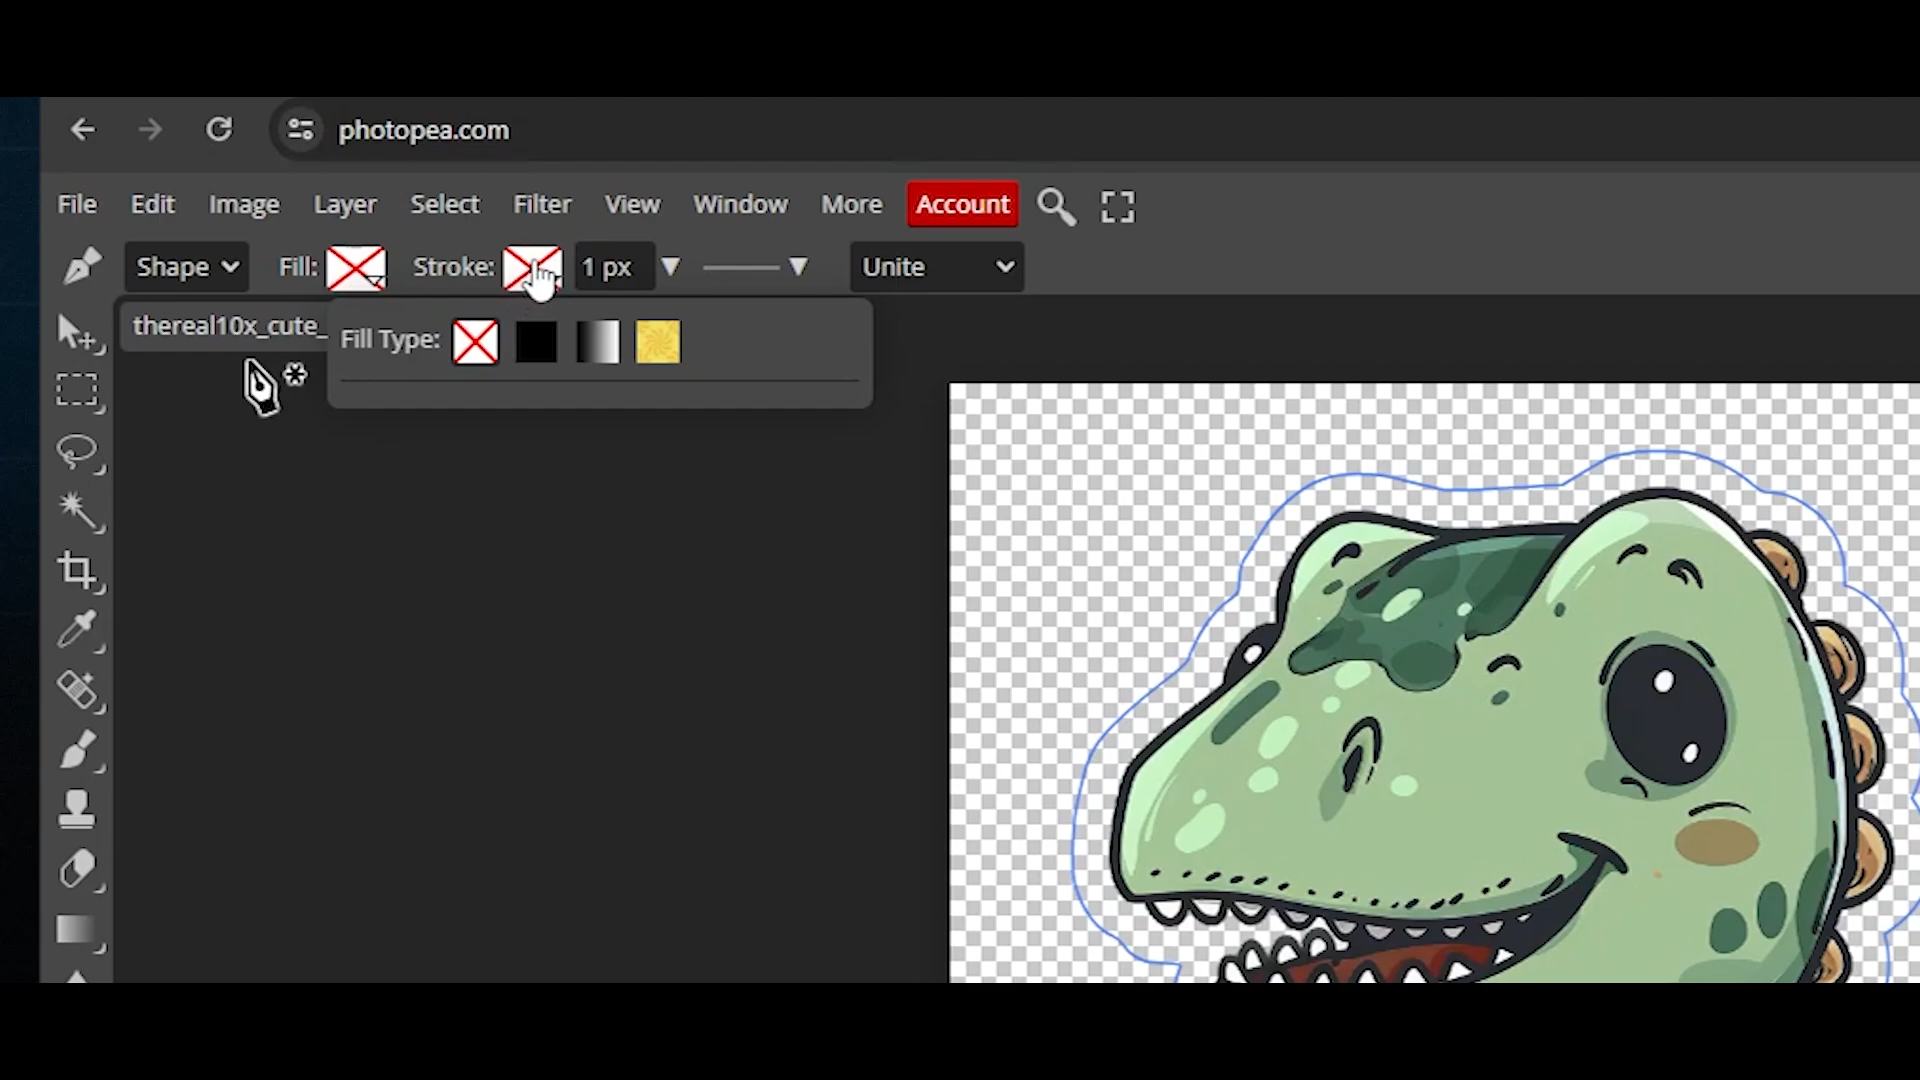 photopea.com
File Edit Image Layer Select Filter View Window More Account
Shape Fill: Stroke: 1 px Unite
thereal10x_cute_
Fill Type: